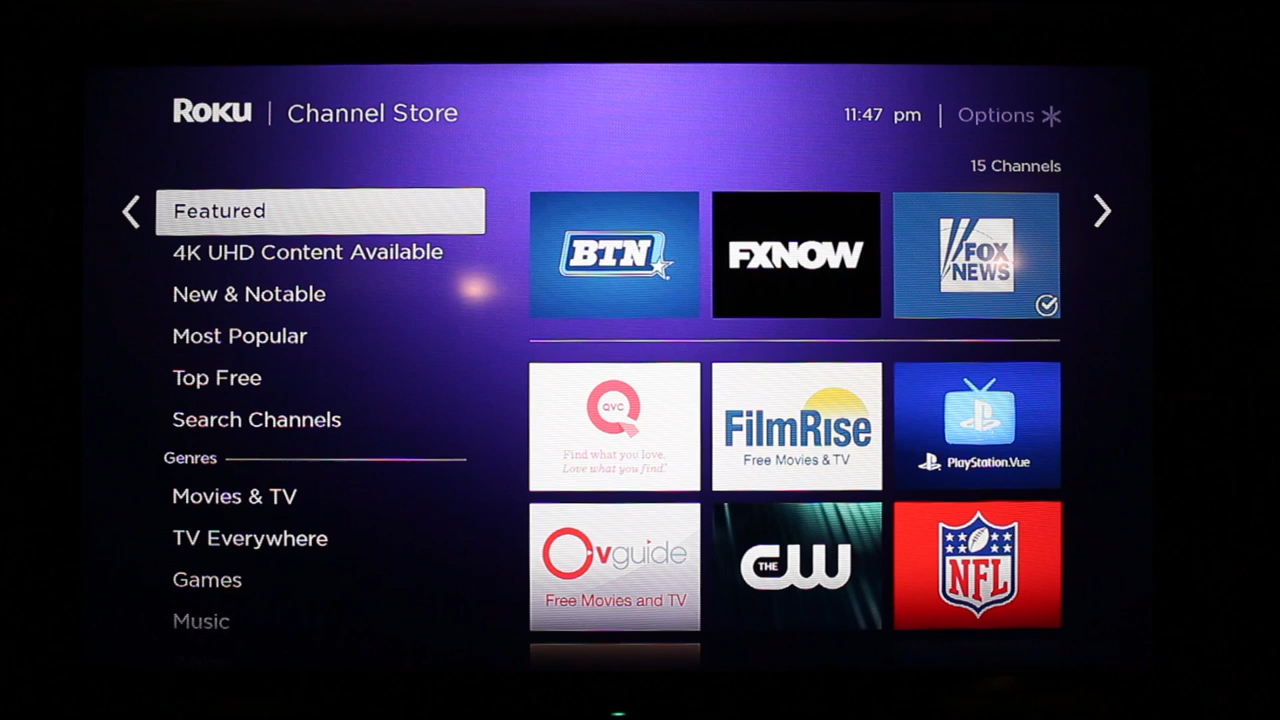 Roku | Channel Store
11:47 pm | Options *
15 Channels
Featured
4K UHD Content Available
New & Notable
Most Popular
Top Free
Search Channels
Genres
Movies & TV
TV Everywhere
Games
Music
BTN
FXNOW
FOX
NEWS
QVC
Find what you love.
Love what you find.
FilmRise
Free Movies & TV
PlayStation.Vue
Ovguide
Free Movies and TV
THE CW
NFL